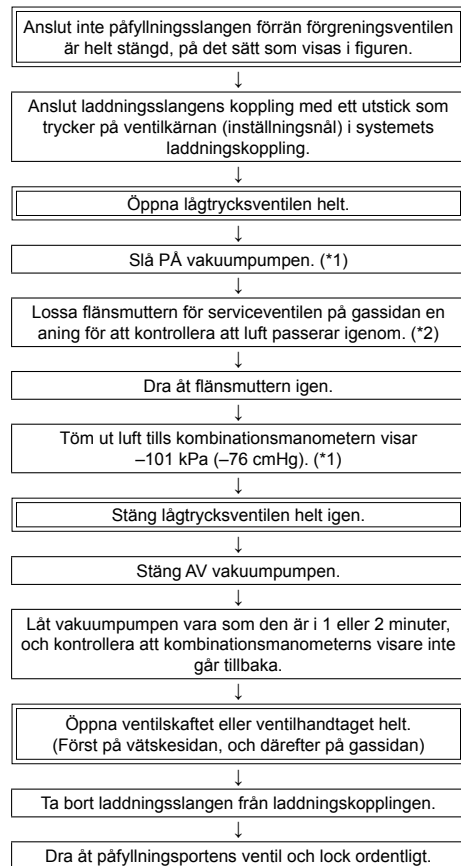 Anslut inte påfyllningsslangen förrän förgreningsventilen
är helt stängd, på det sätt som visas i figuren.
↓
Anslut laddningsslangens koppling med ett utstick som
trycker på ventilkärnan (inställningsnål) i systemets
laddningskoppling.
↓
Öppna lågtrycksventilen helt.
↓
Slå PÅ vakuumpumpen. (*1)
↓
Lossa flänsmuttern för serviceventilen på gassidan en
aning för att kontrollera att luft passerar igenom. (*2)
↓
Dra åt flänsmuttern igen.
↓
Töm ut luft tills kombinationsmanometern visar
–101 kPa (–76 cmHg). (*1)
↓
Stäng lågtrycksventilen helt igen.
↓
Stäng AV vakuumpumpen.
↓
Låt vakuumpumpen vara som den är i 1 eller 2 minuter,
och kontrollera att kombinationsmanometerns visare inte
går tillbaka.
↓
Öppna ventilskaftet eller ventilhandtaget helt.
(Först på vätskesidan, och därefter på gassidan)
↓
Ta bort laddningsslangen från laddningskopplingen.
↓
Dra åt påfyllningsportens ventil och lock ordentligt.